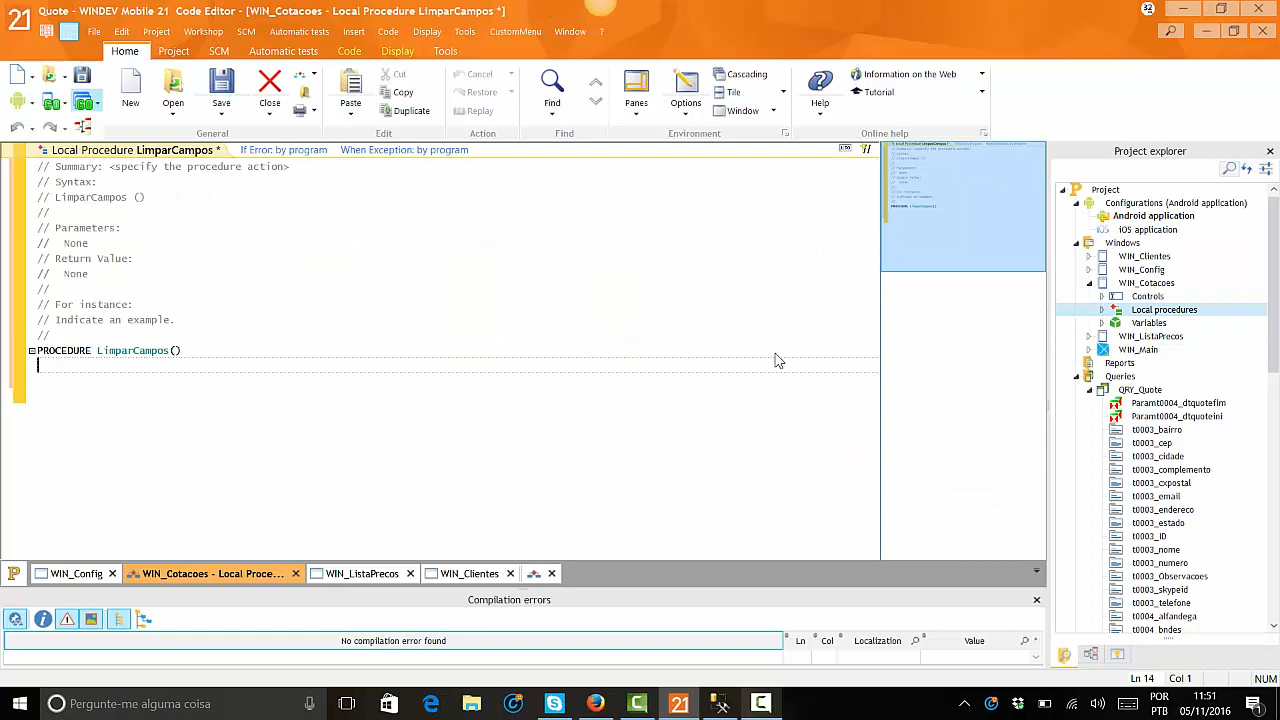 21 Quote - WINDEV Mobile 21 Code Editor - [WIN_Cotacoes - Local Procedure LimparCampos *] 32
File Project Workshop SCM Automatic tests Insert Code Display Tools CustomMenu Window ?
Home Project SCM Automatic tests Code Display Tools
New Open Save Close Paste Cut Copy Duplicate Cancel Restore Replay Find Panes Options Cascading Tile Window Help Information on the Web Tutorial
General Edit Action Find Environment Online help
Local Procedure LimparCampos * If Error: by program When Exception: by program
// Summary: <specify the procedure action>
// Syntax:
// LimparCampos ()
// Parameters:
// None
// Return Value:
// None
//
// For instance:
// Indicate an example.
//
PROCEDURE LimparCampos()
Project
Configurations (Android application)
Android application
iOS application
Windows
WIN_Clientes
WIN_Config
WIN_Cotacoes
Controls
Local procedures
Variables
WIN_ListaPrecos
WIN_Main
Reports
Queries
QRY_Quote
Paramt0004_dtquotefim
Paramt0004_dtquoteini
t0003_bairro
t0003_cep
t0003_cidade
t0003_complemento
t0003_cxpostal
t0003_email
t0003_endereco
t0003_estado
t0003_ID
t0003_nome
t0003_numero
t0003_Observacoes
t0003_skypeid
t0003_telefone
t0004_alfandega
t0004_bndes
WIN_Config WIN_Cotacoes - Local Proce... WIN_ListaPrecos WIN_Clientes
Compilation errors
No compilation error found Ln Col Localization Value
Ln 14 Col 1 NUM
Pergunte-me alguma coisa 21 POR 11:51
PTB 05/11/2016